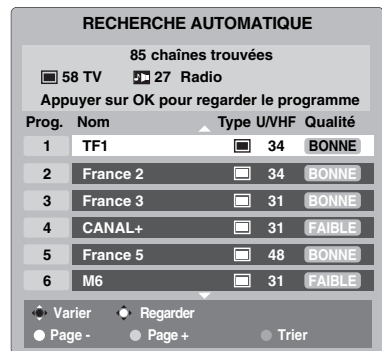 RECHERCHE AUTOMATIQUE
85 chaînes trouvées
58 TV 27 Radio
Appuyer sur OK pour regarder le programme
Prog. Nom Type U/VHF Qualité
1 TF1 34 BONNE
2 France 2 34 BONNE
3 France 3 31 BONNE
4 CANAL+ 31 FAIBLE
5 France 5 48 BONNE
6 M6 31 FAIBLE
Varier Regarder
Page - Page + Trier